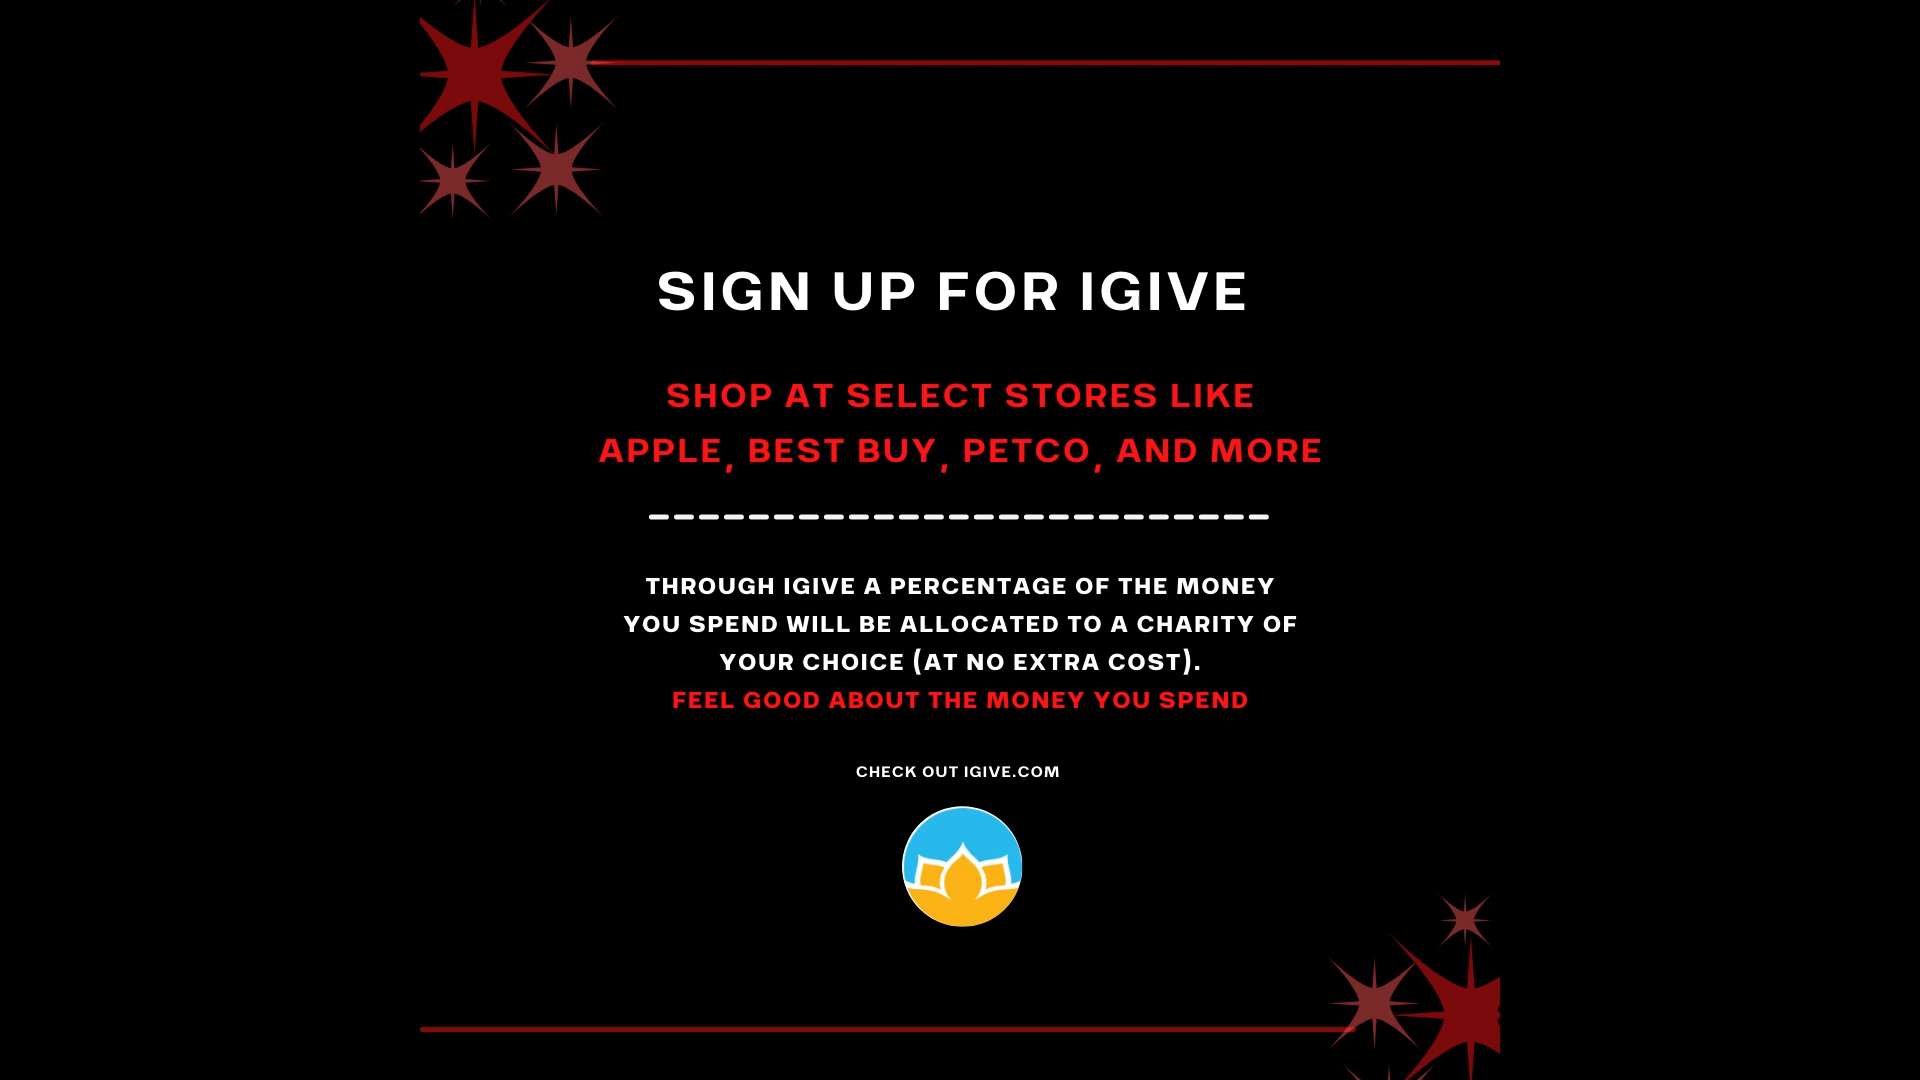 SIGN UP FOR IGIVE
SHOP AT SELECT STORES LIKE
APPLE, BEST BUY, PETCO, AND MORE
THROUGH IGIVE A PERCENTAGE OF THE MONEY
YOU SPEND WILL BE ALLOCATED TO A CHARITY OF
YOUR CHOICE (AT NO EXTRA COST).
FEEL GOOD ABOUT THE MONEY YOU SPEND
CHECK OUT IGIVE.COM